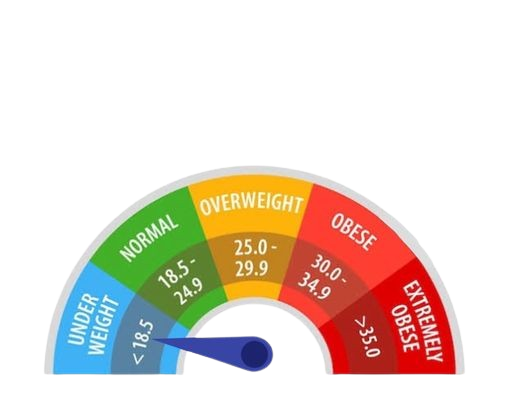 UNDER
WEIGHT
< 18.5
NORMAL
18.5 -
24.9
OVERWEIGHT
25.0 -
29.9
OBESE
30.0 -
34.9
EXTREMELY
OBESE
>35.0